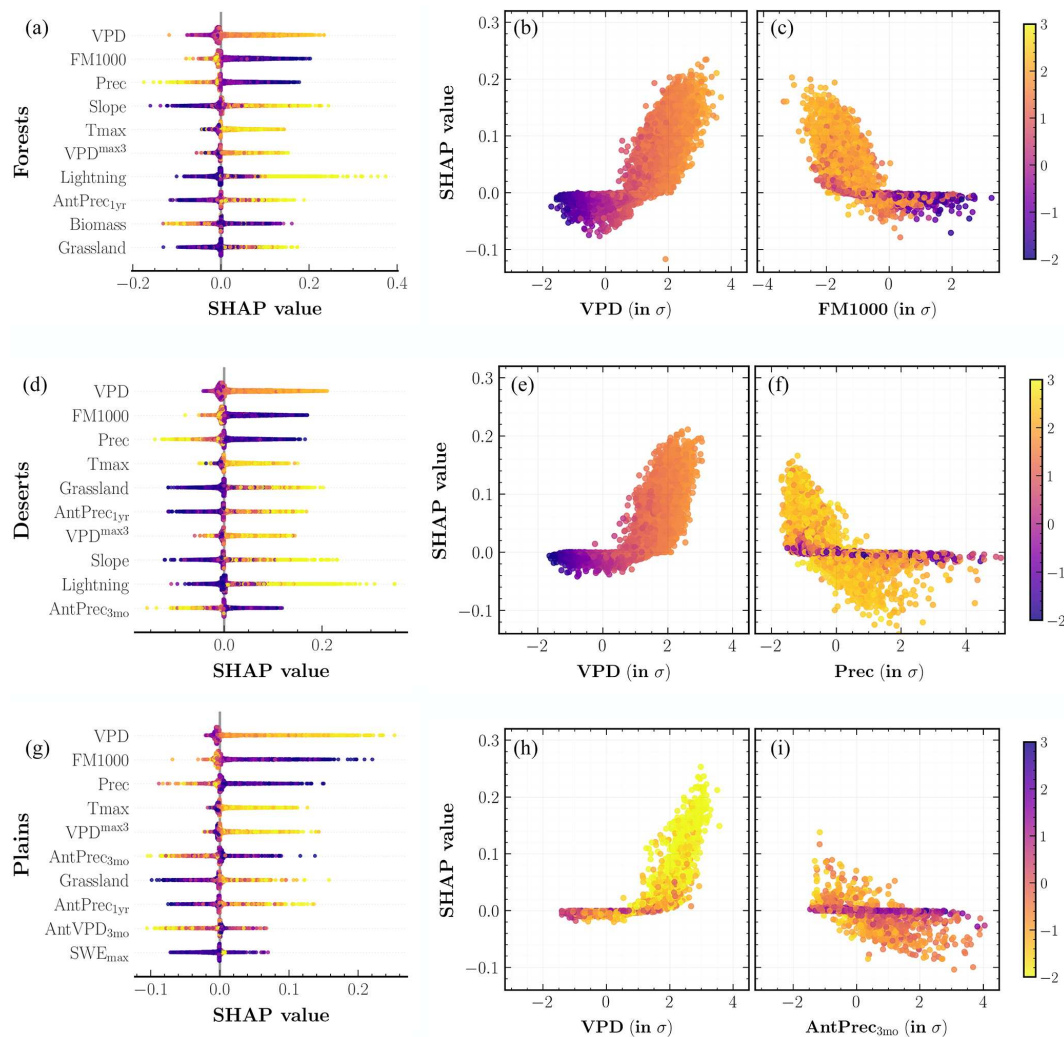 (a)
Forests
VPD
FM1000
Prec
Slope
Tmax
VPD^max3
Lightning
AntPrec_1yr
Biomass
Grassland
−0.2 0.0 0.2 0.4
SHAP value
(b)
SHAP value
0.3
0.2
0.1
0.0
−0.1
−2 0 2 4
VPD (in σ)
(c)
−4 −2 0 2
FM1000 (in σ)
3
2
1
0
−1
−2
(d)
Deserts
VPD
FM1000
Prec
Tmax
Grassland
AntPrec_1yr
VPD^max3
Slope
Lightning
AntPrec_3mo
0.0 0.2
SHAP value
(e)
SHAP value
0.3
0.2
0.1
0.0
−0.1
−2 0 2 4
VPD (in σ)
(f)
−2 0 2 4
Prec (in σ)
3
2
1
0
−1
−2
(g)
Plains
VPD
FM1000
Prec
Tmax
VPD^max3
AntPrec_3mo
Grassland
AntPrec_1yr
AntVPD_3mo
SWE_max
−0.1 0.0 0.1 0.2
SHAP value
(h)
SHAP value
0.3
0.2
0.1
0.0
−0.1
−2 0 2 4
VPD (in σ)
(i)
−2 0 2 4
AntPrec_3mo (in σ)
3
2
1
0
−1
−2